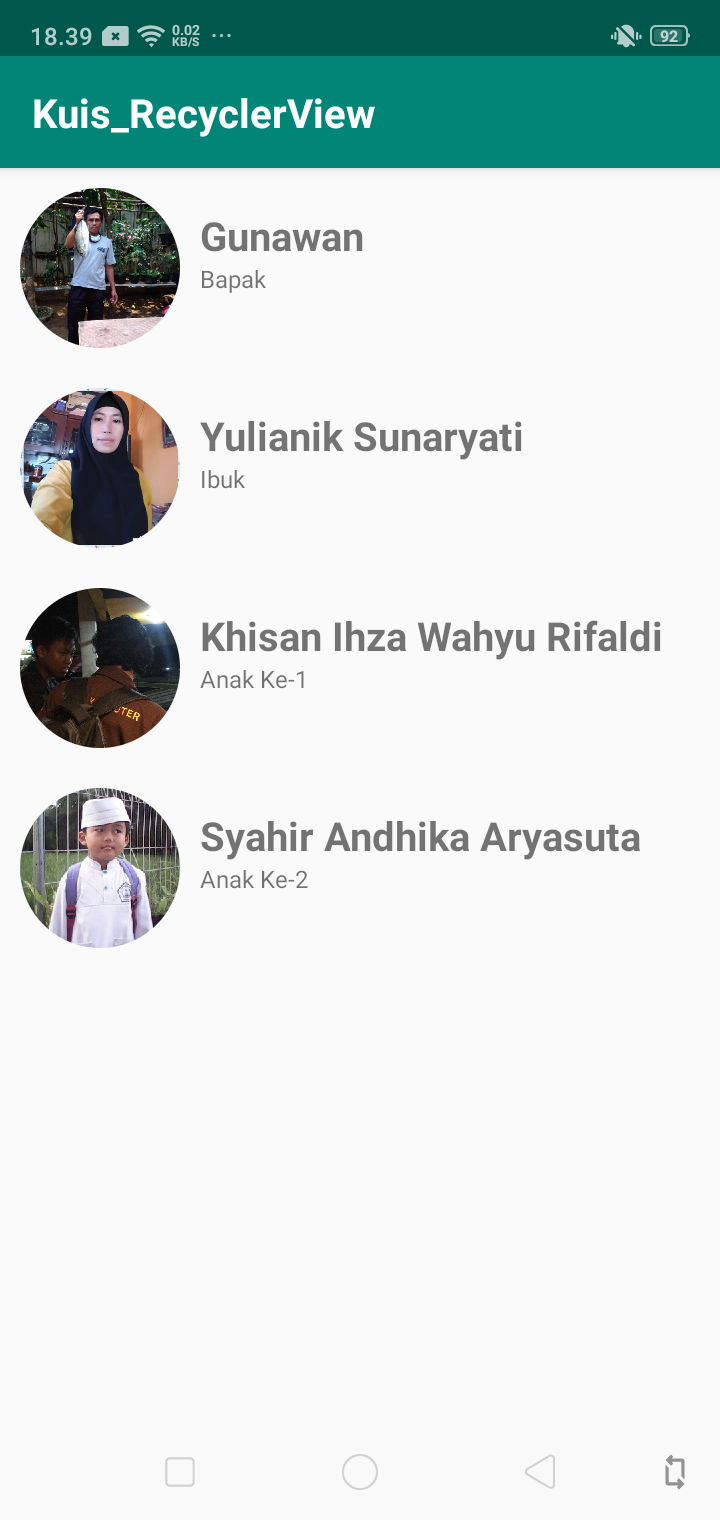 18.39
0.02
KB/S
92
Kuis_RecyclerView
Gunawan
Bapak
Yulianik Sunaryati
Ibuk
Khisan Ihza Wahyu Rifaldi
Anak Ke-1
UTER
Syahir Andhika Aryasuta
Anak Ke-2